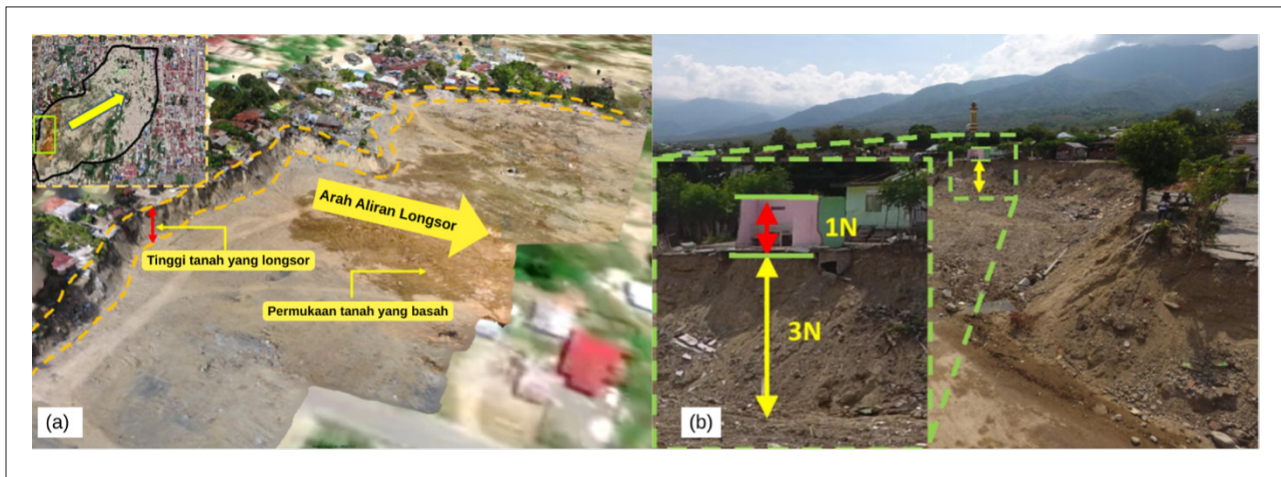 Arah Aliran Longsor
Tinggi tanah yang longsor
Permukaan tanah yang basah
(a)
1N
3N
(b)